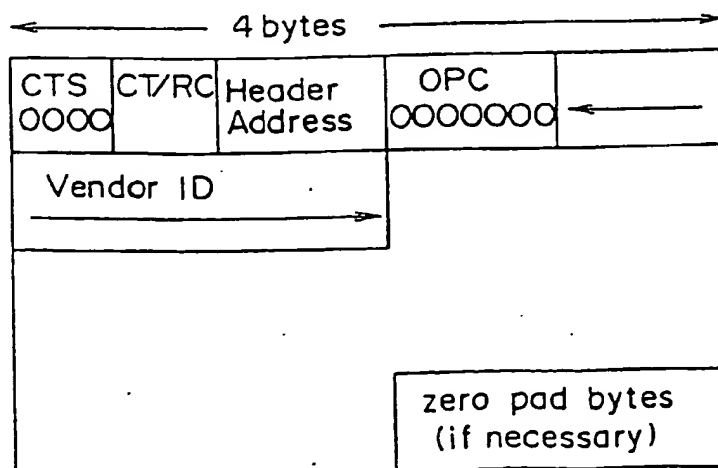 4 bytes
CTS
0000
CT/RC
Header
Address
OPC
0000000
Vendor ID
zero pad bytes
(if necessary)